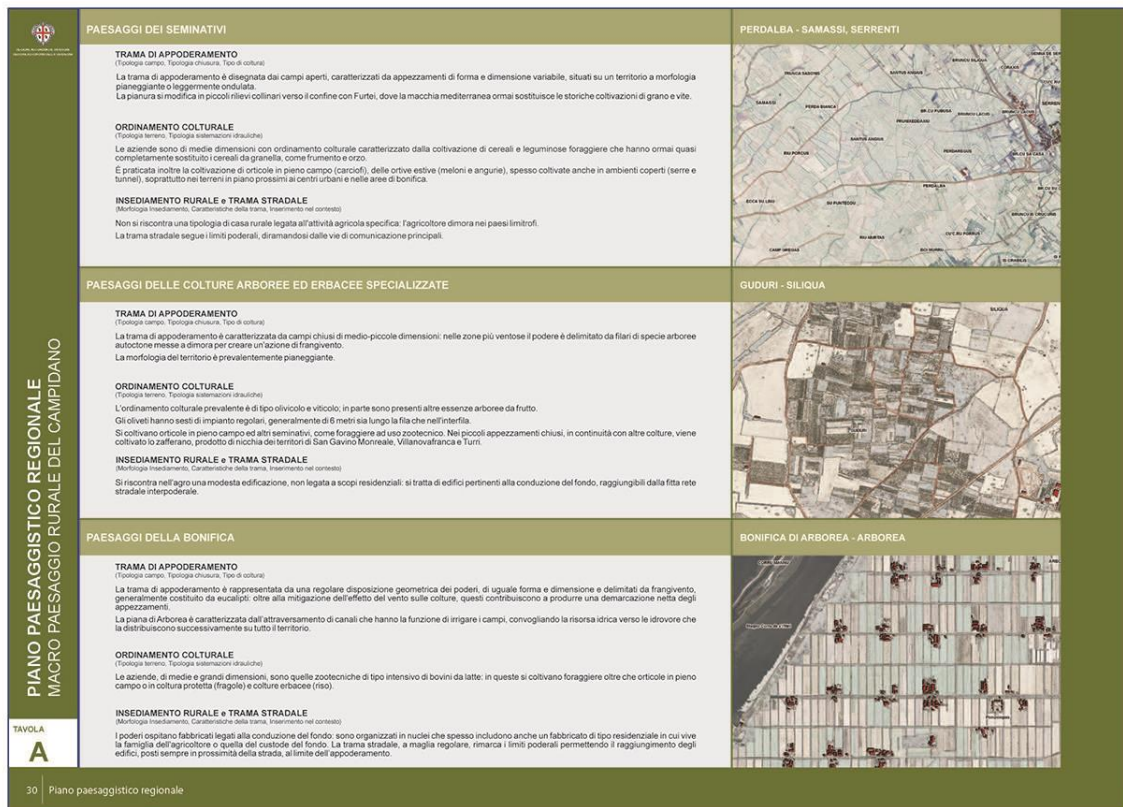 PAESAGGI DEI SEMINATIVI
TRAMA DI APPODERAMENTO
(Tipologia campo, Tipologia chiusura, Tipo di coltura)
La trama di appoderamento è disegnata dai campi aperti, caratterizzati da appezzamenti di forma e dimensione variabile, situati su un territorio a morfologia
pianeggiante o leggermente ondulata.
La pianura si modifica in piccoli rilievi collinari verso il confine con Furtei, dove la macchia mediterranea ormai sostituisce le storiche coltivazioni di grano e vite.
ORDINAMENTO COLTURALE
(Tipologia terreno, Tipologia sistemazioni idrauliche)
Le aziende sono di medie dimensioni con ordinamento colturale caratterizzato dalla coltivazione di cereali e leguminose foraggiere che hanno ormai quasi
completamente sostituito i cereali da granella, come frumento e orzo.
È praticata inoltre la coltivazione di orticole in pieno campo (carciofi), delle ortive estive (meloni e angurie), spesso coltivate anche in ambienti coperti (serre e
tunnel), soprattutto nei terreni in piano prossimi ai centri urbani e nelle aree di bonifica.
INSEDIAMENTO RURALE e TRAMA STRADALE
(Morfologia Insediamento, Caratteristiche della trama, Inserimento nel contesto)
Non si riscontra una tipologia di casa rurale legata all'attività agricola specifica: l'agricoltore dimora nei paesi limitrofi.
La trama stradale segue i limiti poderali, diramandosi dalle vie di comunicazione principali.
PERDALBA - SAMASSI, SERRENTI
SAMASSI
PERDA BIANCA
SANTUS ANGIUS
BRUNCU LACUS
RIU PORCUS
PERDALBA
PAESAGGI DELLE COLTURE ARBOREE ED ERBACEE SPECIALIZZATE
TRAMA DI APPODERAMENTO
(Tipologia campo, Tipologia chiusura, Tipo di coltura)
La trama di appoderamento è caratterizzata da campi chiusi di medio-piccole dimensioni: nelle zone più ventose il podere è delimitato da filari di specie arboree
autoctone messe a dimora per creare un'azione di frangivento.
La morfologia del territorio è prevalentemente pianeggiante.
ORDINAMENTO COLTURALE
(Tipologia terreno, Tipologia sistemazioni idrauliche)
L'ordinamento colturale prevalente è di tipo olivicolo e viticolo; in parte sono presenti altre essenze arboree da frutto.
Gli oliveti hanno sesti di impianto regolari, generalmente di 6 metri sia lungo la fila che nell'interfila.
Si coltivano orticole in pieno campo ed altri seminativi, come foraggiere ad uso zootecnico. Nei piccoli appezzamenti chiusi, in continuità con altre colture, viene
coltivato lo zafferano, prodotto di nicchia dei territori di San Gavino Monreale, Villanovafranca e Turri.
INSEDIAMENTO RURALE e TRAMA STRADALE
(Morfologia Insediamento, Caratteristiche della trama, Inserimento nel contesto)
Si riscontra nell'agro una modesta edificazione, non legata a scopi residenziali: si tratta di edifici pertinenti alla conduzione del fondo, raggiungibili dalla fitta rete
stradale interpoderale.
GUDURI - SILIQUA
SILIQUA
GUDURI
PAESAGGI DELLA BONIFICA
TRAMA DI APPODERAMENTO
(Tipologia campo, Tipologia chiusura, Tipo di coltura)
La trama di appoderamento è rappresentata da una regolare disposizione geometrica dei poderi, di uguale forma e dimensione e delimitati da frangivento,
generalmente costituito da eucalipti: oltre alla mitigazione dell'effetto del vento sulle colture, questi contribuiscono a produrre una demarcazione netta degli
appezzamenti.
La piana di Arborea è caratterizzata dall'attraversamento di canali che hanno la funzione di irrigare i campi, convogliando la risorsa idrica verso le idrovore che
la distribuiscono successivamente su tutto il territorio.
ORDINAMENTO COLTURALE
(Tipologia terreno, Tipologia sistemazioni idrauliche)
Le aziende, di medie e grandi dimensioni, sono quelle zootecniche di tipo intensivo di bovini da latte: in queste si coltivano foraggiere oltre che orticole in pieno
campo o in coltura protetta (fragole) e colture erbacee (riso).
INSEDIAMENTO RURALE e TRAMA STRADALE
(Morfologia Insediamento, Caratteristiche della trama, Inserimento nel contesto)
I poderi ospitano fabbricati legati alla conduzione del fondo: sono organizzati in nuclei che spesso includono anche un fabbricato di tipo residenziale in cui vive
la famiglia dell'agricoltore o quella del custode del fondo. La trama stradale, a maglia regolare, rimarca i limiti poderali permettendo il raggiungimento degli
edifici, posti sempre in prossimità della strada, al limite dell'appoderamento.
BONIFICA DI ARBOREA - ARBOREA
PIANO PAESAGGISTICO REGIONALE
MACRO PAESAGGIO RURALE DEL CAMPIDANO
TAVOLA
A
30 Piano paesaggistico regionale